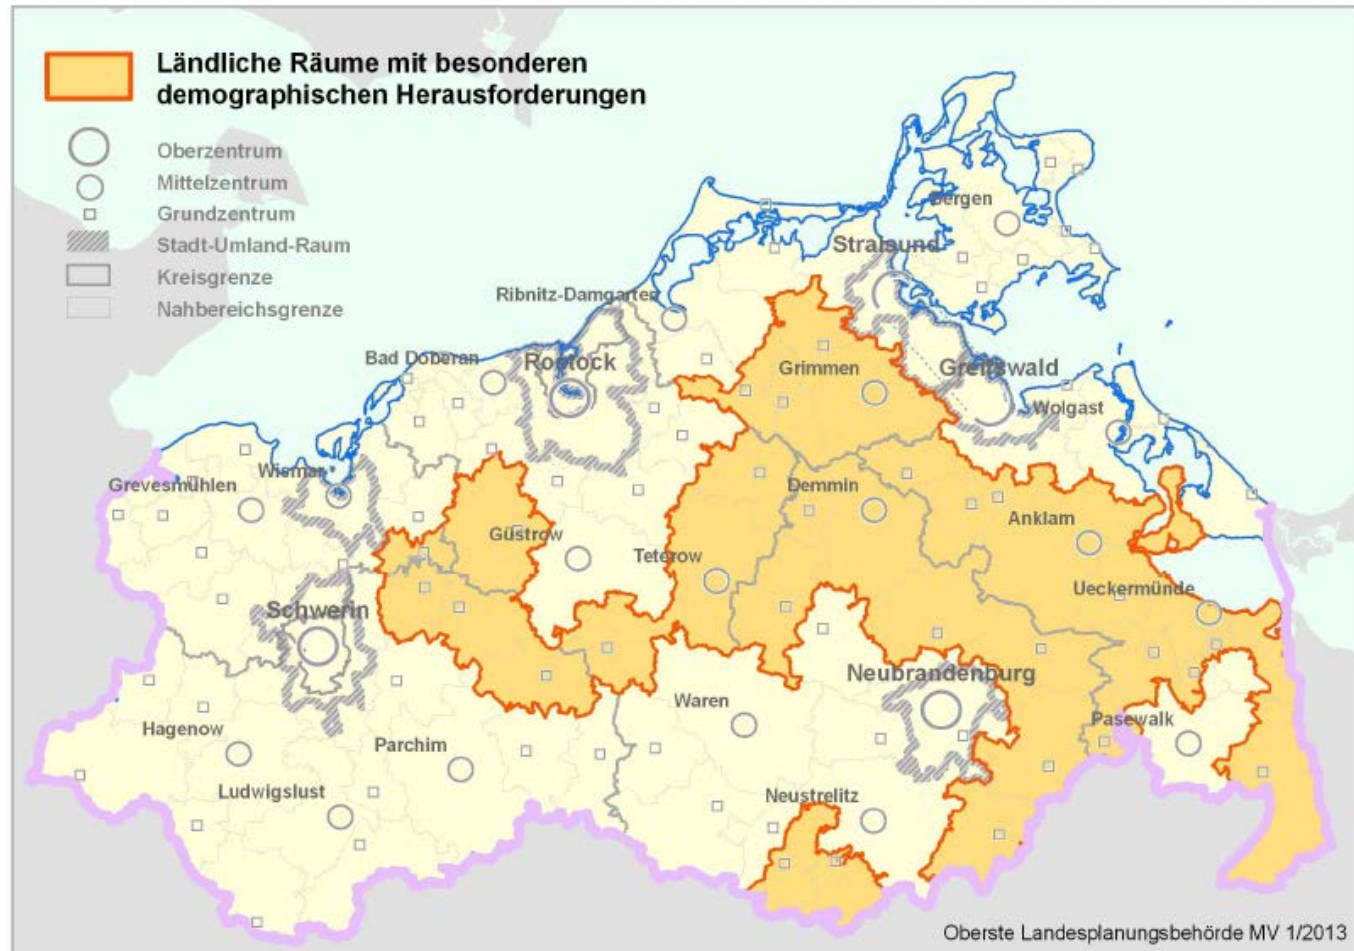 Ländliche Räume mit besonderen
demographischen Herausforderungen
Oberzentrum
Mittelzentrum
Grundzentrum
Stadt-Umland-Raum
Kreisgrenze
Nahbereichsgrenze
Bergen
Stralsund
Ribnitz-Damgarten
Bad Doberan
Rostock
Grimmen
Greifswald
Wolgast
Wismar
Grevesmühlen
Demmin
Anklam
Güstrow
Teterow
Ueckermünde
Schwerin
Neubrandenburg
Waren
Pasewalk
Hagenow
Parchim
Ludwigslust
Neustrelitz
Oberste Landesplanungsbehörde MV 1/2013